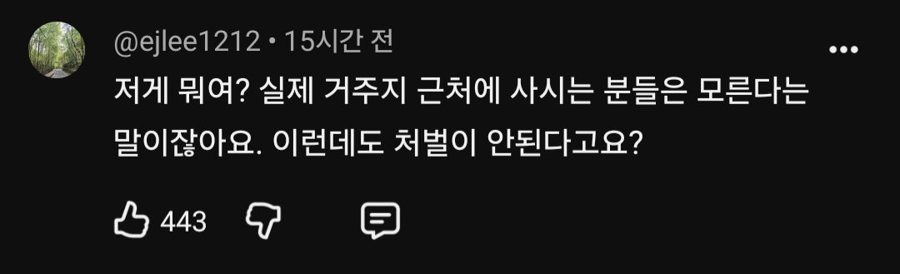 @ejlee1212 • 15시간 전
저게 뭐여? 실제 거주지 근처에 사시는 분들은 모른다는
말이잖아요. 이런데도 처벌이 안된다고요?
443